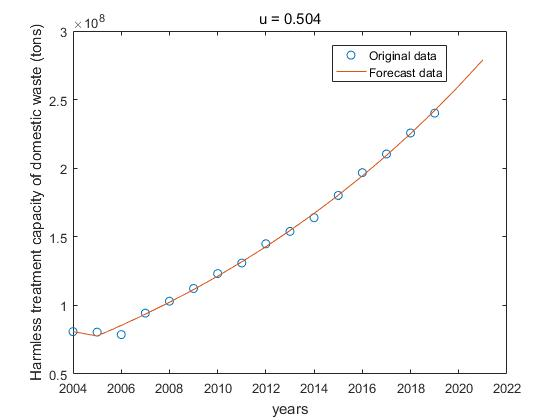 u = 0.504
×10⁸
Harmless treatment capacity of domestic waste (tons)
3
2.5
2
1.5
1
0.5
Original data
Forecast data
2004 2006 2008 2010 2012 2014 2016 2018 2020 2022
years